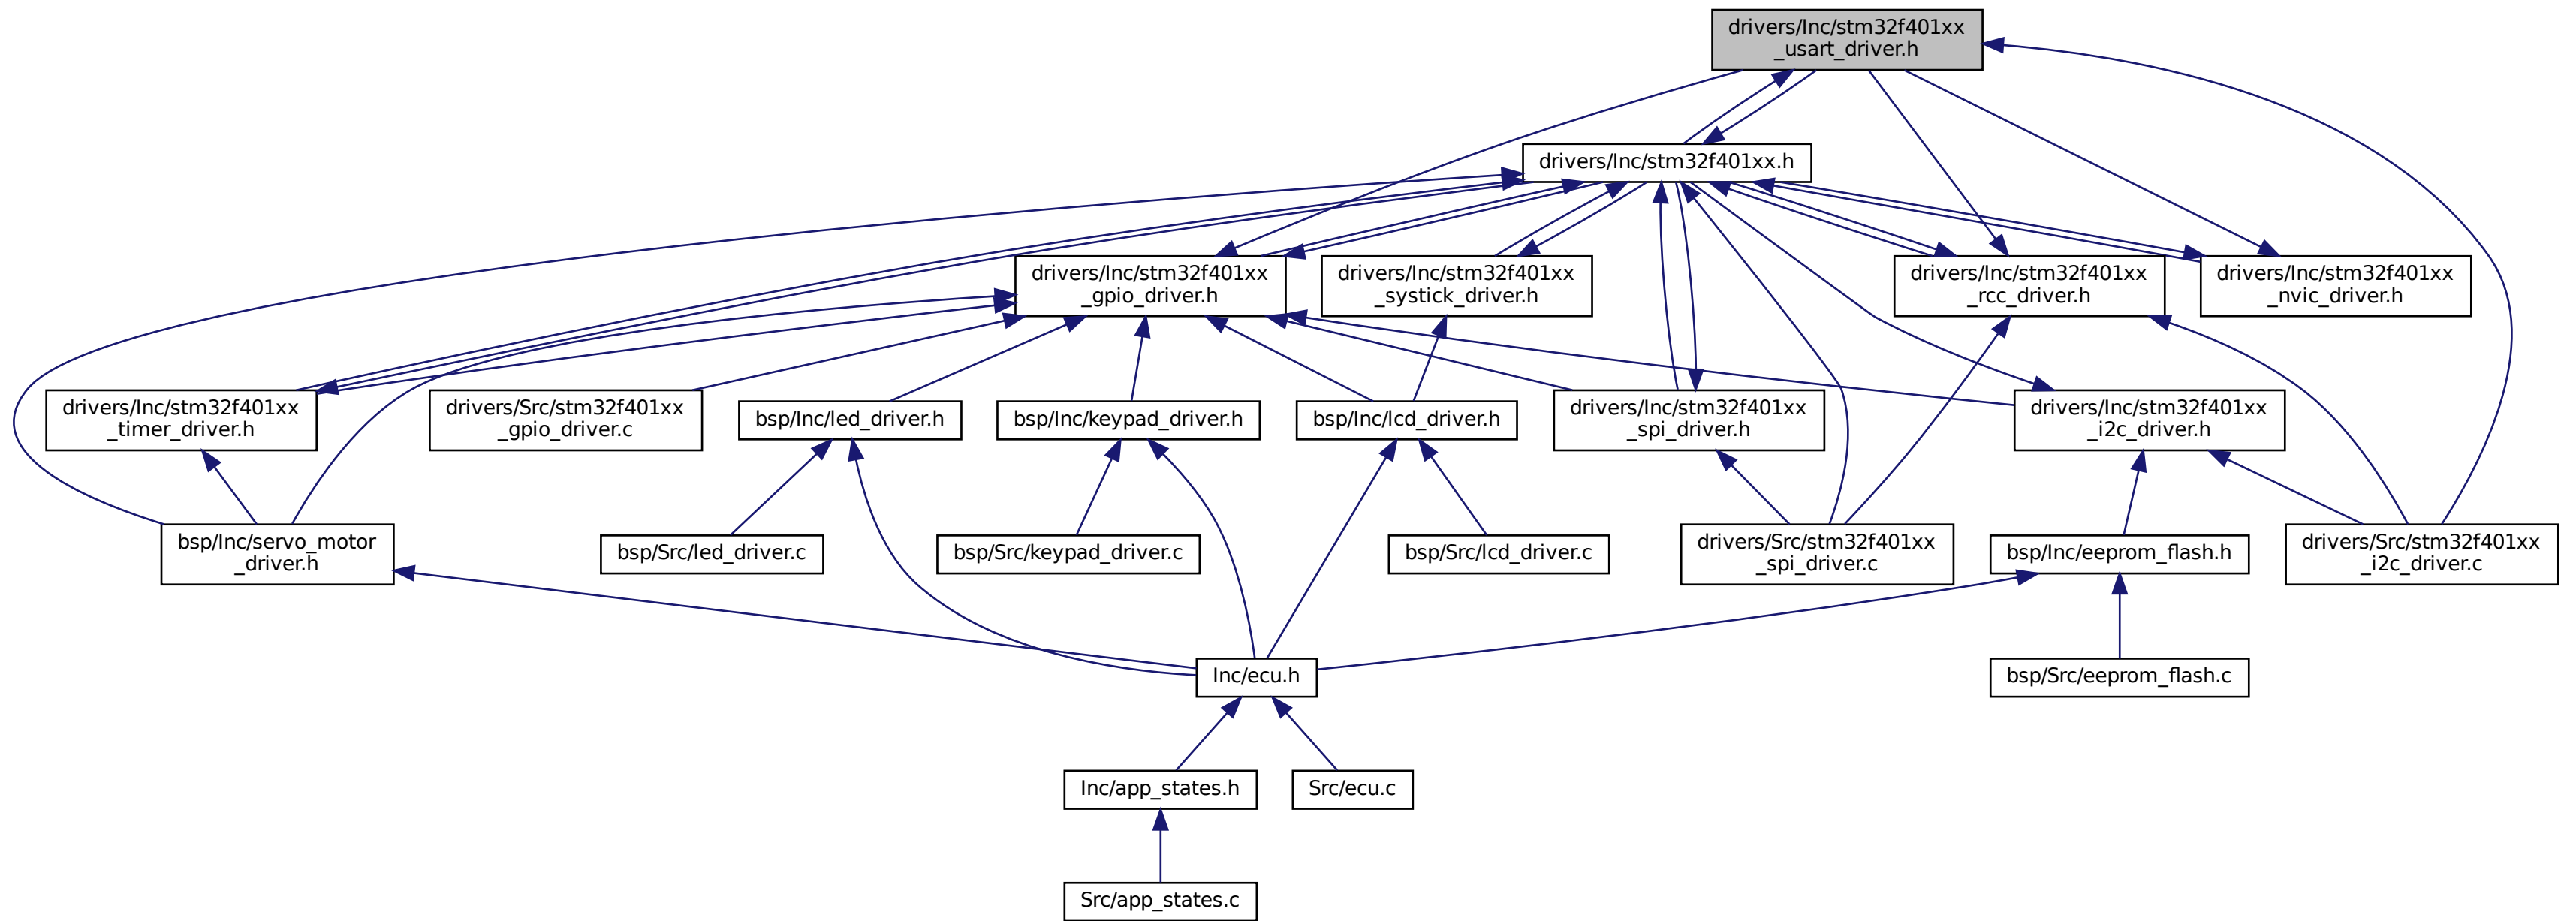 drivers/Inc/stm32f401xx
_usart_driver.h
drivers/Inc/stm32f401xx.h
drivers/Inc/stm32f401xx
_gpio_driver.h
drivers/Inc/stm32f401xx
_systick_driver.h
drivers/Inc/stm32f401xx
_rcc_driver.h
drivers/Inc/stm32f401xx
_nvic_driver.h
drivers/Inc/stm32f401xx
_timer_driver.h
drivers/Src/stm32f401xx
_gpio_driver.c
bsp/Inc/led_driver.h
bsp/Inc/keypad_driver.h
bsp/Inc/lcd_driver.h
drivers/Inc/stm32f401xx
_spi_driver.h
drivers/Inc/stm32f401xx
_i2c_driver.h
bsp/Inc/servo_motor
_driver.h
bsp/Src/led_driver.c
bsp/Src/keypad_driver.c
bsp/Src/lcd_driver.c
drivers/Src/stm32f401xx
_spi_driver.c
bsp/Inc/eeprom_flash.h
drivers/Src/stm32f401xx
_i2c_driver.c
Inc/ecu.h
bsp/Src/eeprom_flash.c
Inc/app_states.h
Src/ecu.c
Src/app_states.c